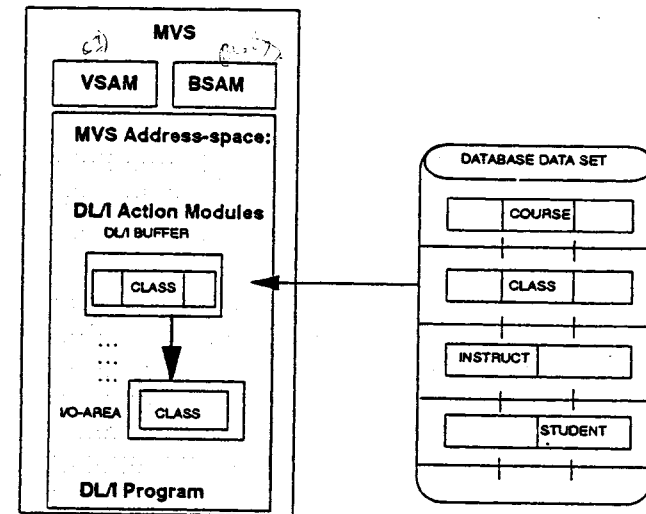 MVS
VSAM
BSAM
MVS Address-space:
DL/I Action Modules
DL/I BUFFER
CLASS
I/O-AREA
CLASS
DL/I Program
DATABASE DATA SET
COURSE
CLASS
INSTRUCT
STUDENT